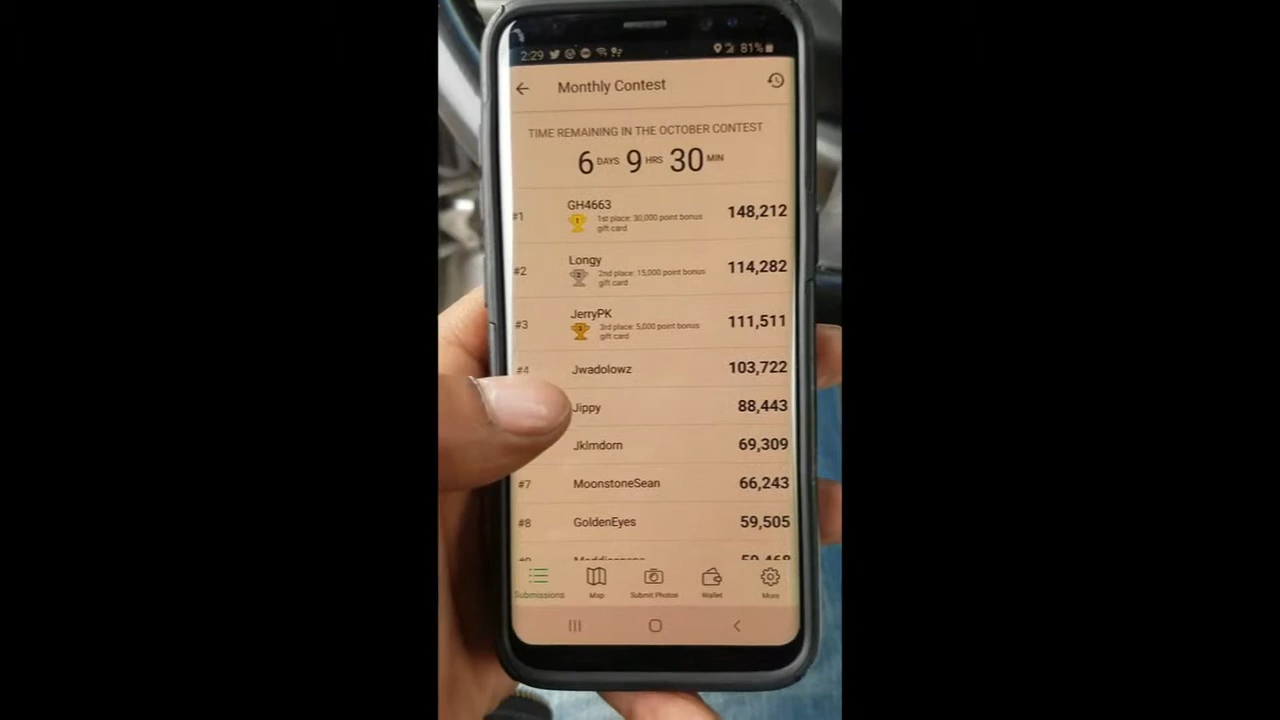 2:29 81%
Monthly Contest
TIME REMAINING IN THE OCTOBER CONTEST
6 DAYS 9 HRS 30 MIN
#1 GH4663 148,212
1 1st place: 30,000 point bonus
gift card
#2 Longy 114,282
2 2nd place: 15,000 point bonus
gift card
#3 JerryPK 111,511
3 3rd place: 5,000 point bonus
gift card
#4 Jwadolowz 103,722
Jippy 88,443
Jklmdorn 69,309
#7 MoonstoneSean 66,243
#8 GoldenEyes 59,505
Submissions Map Submit Photos Wallet More